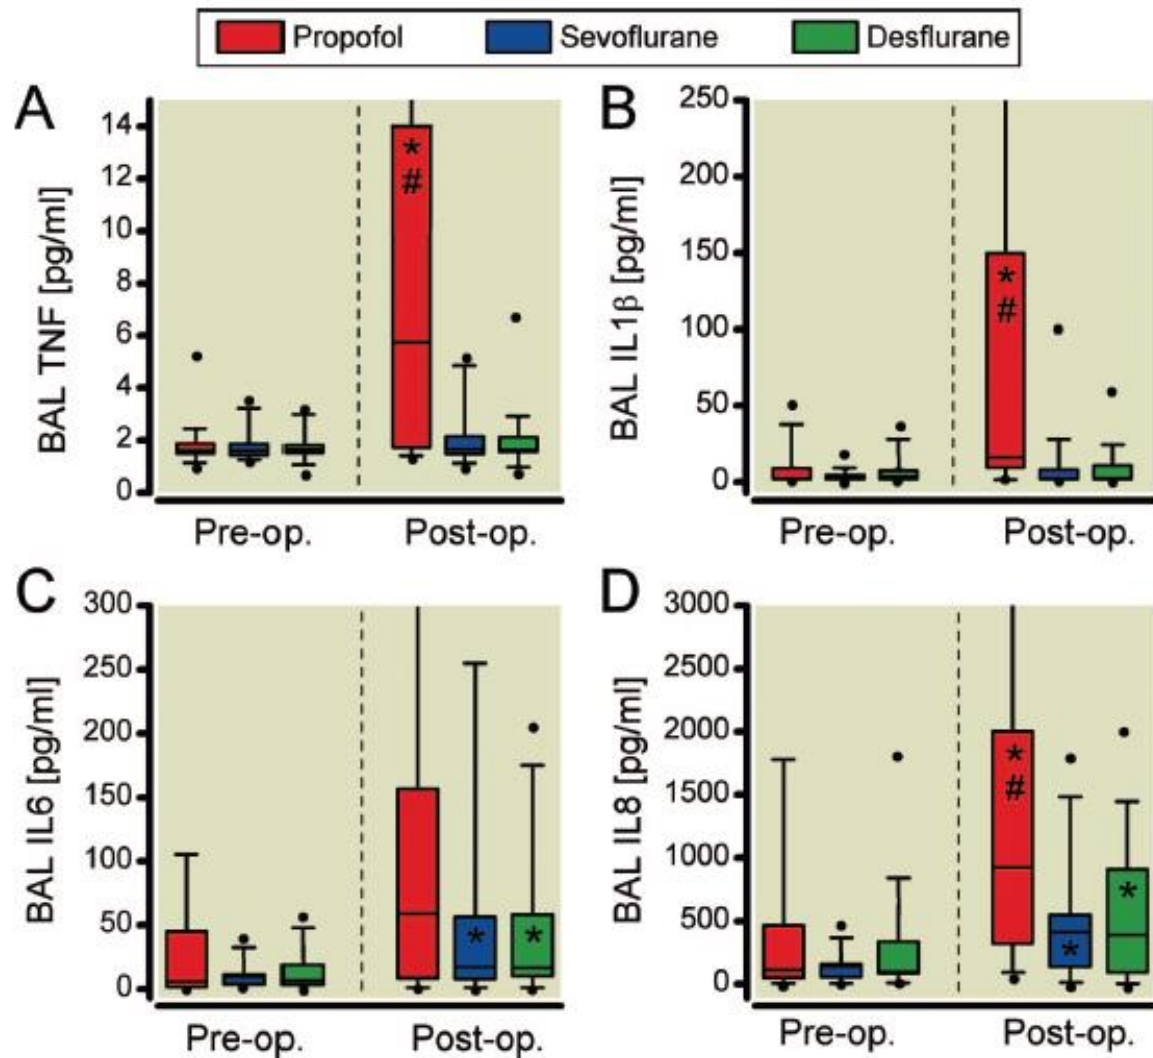 Propofol Sevoflurane Desflurane
A
BAL TNF [pg/ml]
14
12
10
8
6
4
2
0
*
#
Pre-op. Post-op.
B
BAL IL1β [pg/ml]
250
200
150
100
50
0
*
#
Pre-op. Post-op.
C
BAL IL6 [pg/ml]
300
250
200
150
100
50
0
* *
Pre-op. Post-op.
D
BAL IL8 [pg/ml]
3000
2500
2000
1500
1000
500
0
*
#
*
*
Pre-op. Post-op.